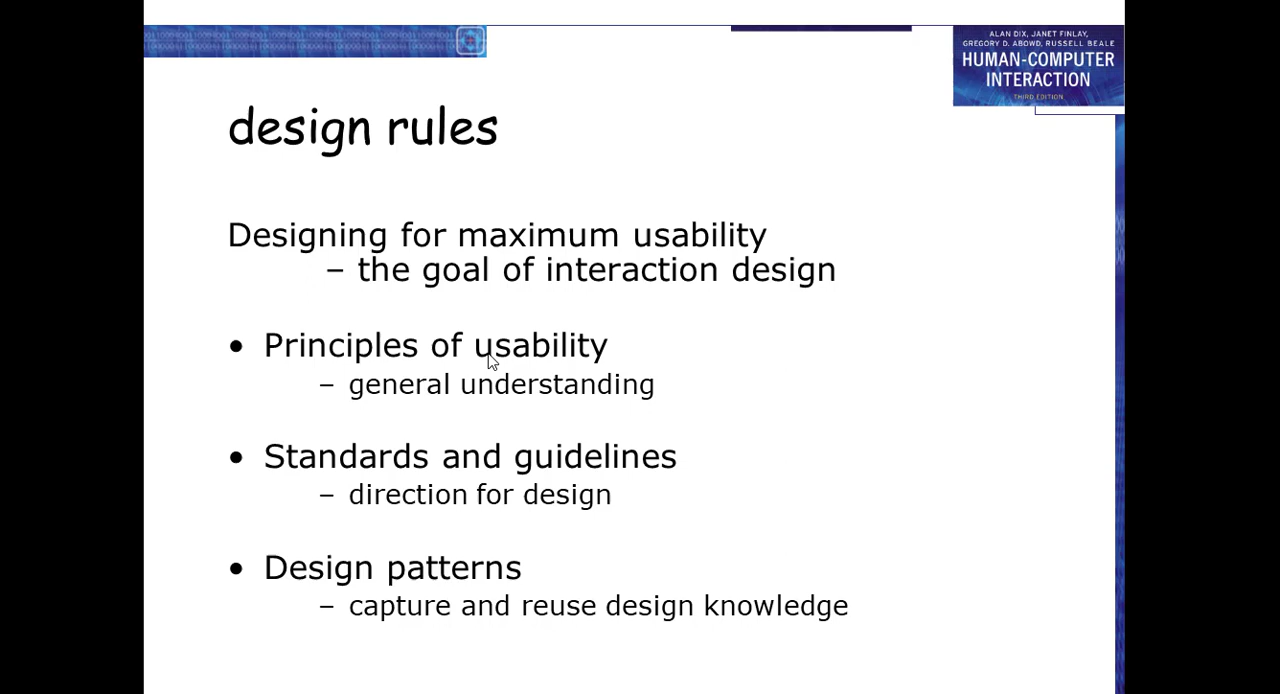 ALAN DIX, JANET FINLAY,
GREGORY D. ABOWD, RUSSELL BEALE
HUMAN-COMPUTER
INTERACTION
THIRD EDITION
design rules
Designing for maximum usability
– the goal of interaction design
• Principles of usability
– general understanding
• Standards and guidelines
– direction for design
• Design patterns
– capture and reuse design knowledge